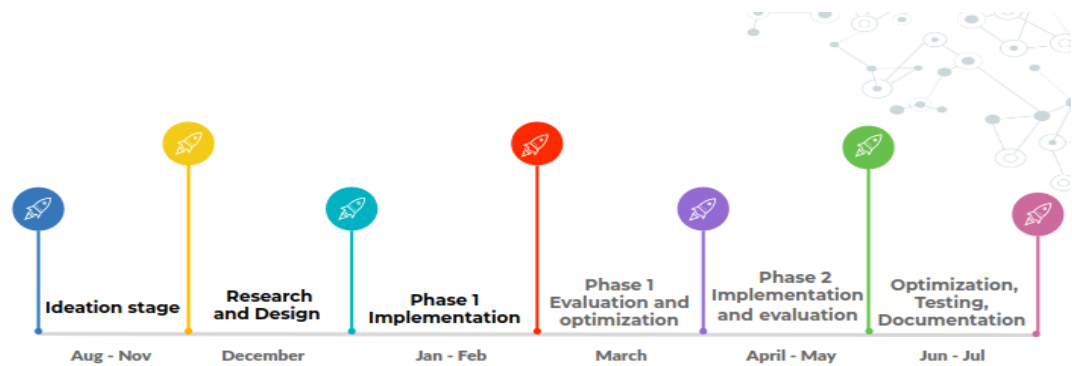 Ideation stage
Research
and Design
Phase 1
Implementation
Phase 1
Evaluation and
optimization
Phase 2
Implementation
and evaluation
Optimization,
Testing,
Documentation
Aug - Nov
December
Jan - Feb
March
April - May
Jun - Jul